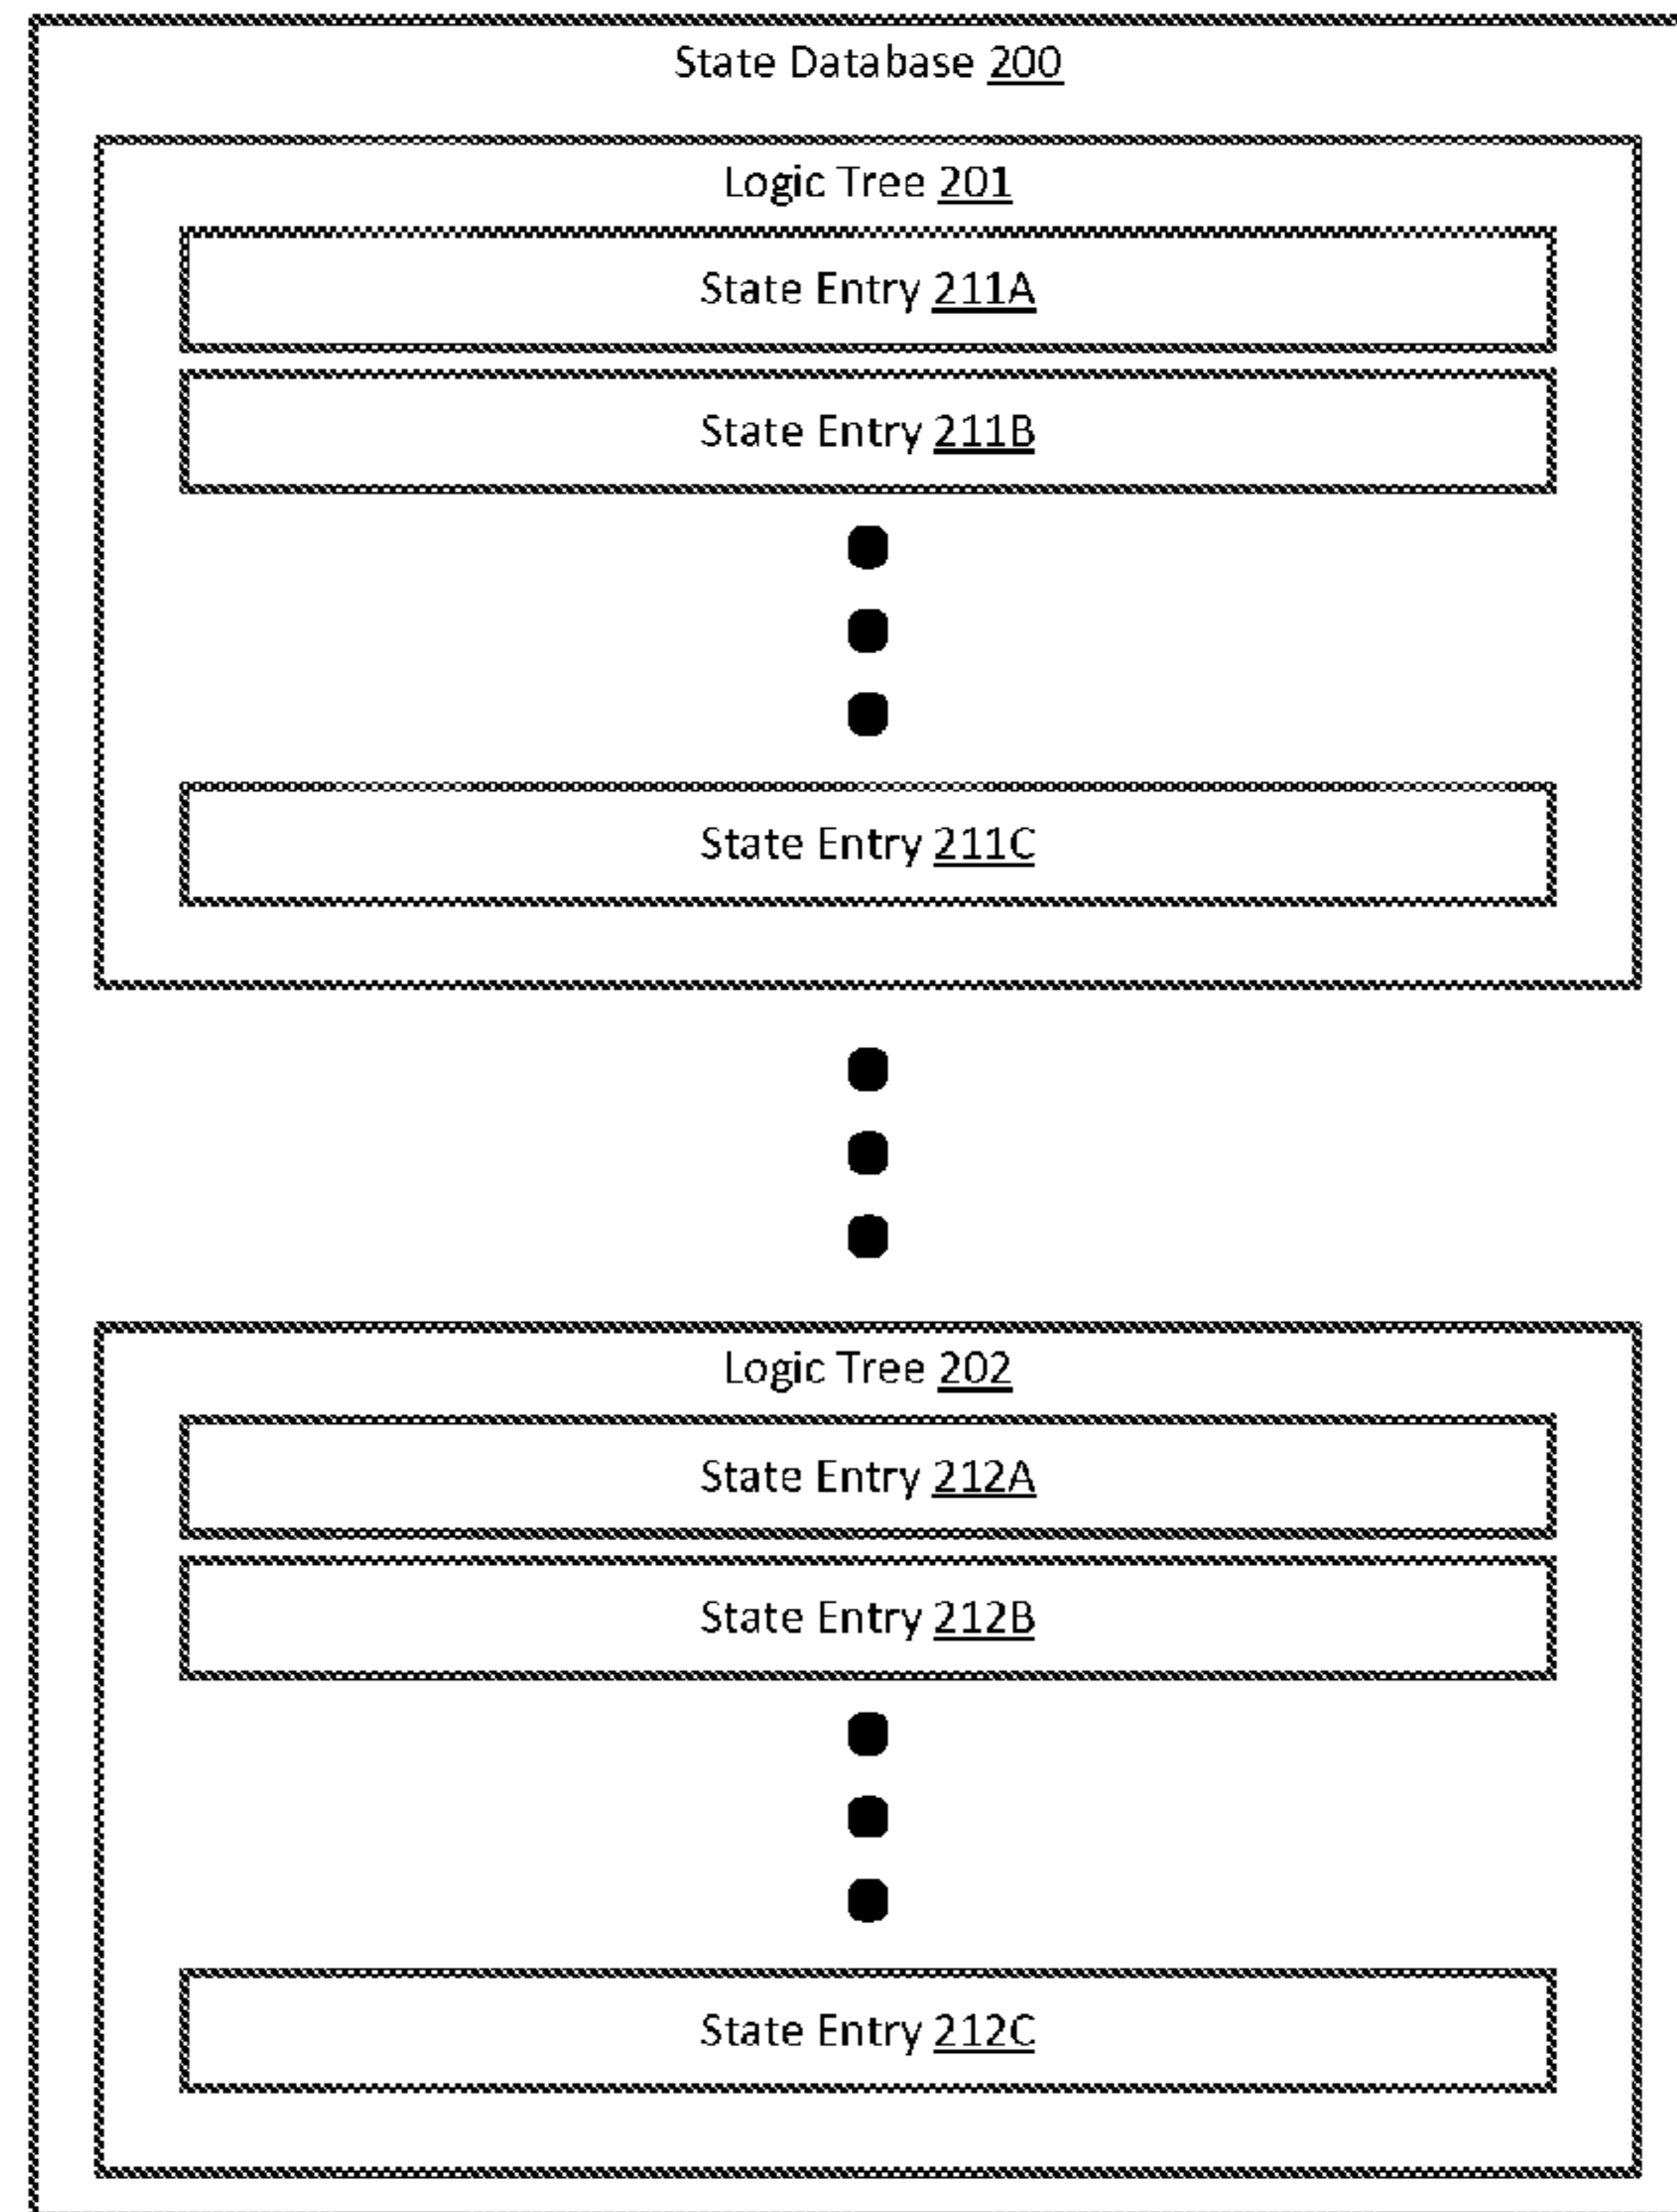 State Database 200
Logic Tree 201
State Entry 211A
State Entry 211B
State Entry 211C
Logic Tree 202
State Entry 212A
State Entry 212B
State Entry 212C